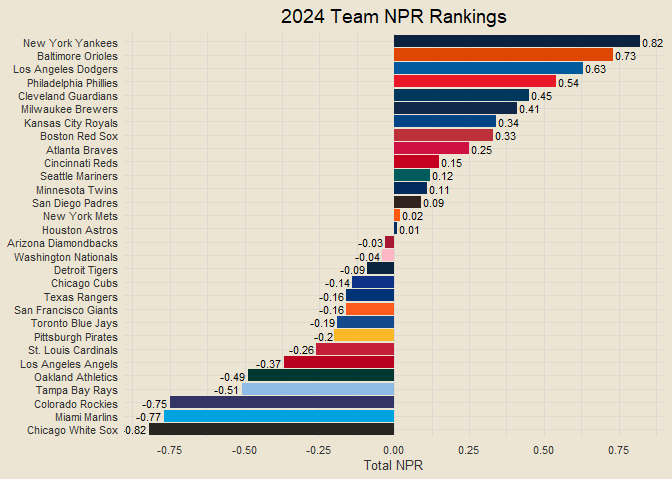 2024 Team NPR Rankings
New York Yankees 0.82
Baltimore Orioles 0.73
Los Angeles Dodgers 0.63
Philadelphia Phillies 0.54
Cleveland Guardians 0.45
Milwaukee Brewers 0.41
Kansas City Royals 0.34
Boston Red Sox 0.33
Atlanta Braves 0.25
Cincinnati Reds 0.15
Seattle Mariners 0.12
Minnesota Twins 0.11
San Diego Padres 0.09
New York Mets 0.02
Houston Astros 0.01
Arizona Diamondbacks -0.03
Washington Nationals -0.04
Detroit Tigers -0.09
Chicago Cubs -0.14
Texas Rangers -0.16
San Francisco Giants -0.16
Toronto Blue Jays -0.19
Pittsburgh Pirates -0.2
St. Louis Cardinals -0.26
Los Angeles Angels -0.37
Oakland Athletics -0.49
Tampa Bay Rays -0.51
Colorado Rockies -0.75
Miami Marlins -0.77
Chicago White Sox -0.82
-0.75 -0.50 -0.25 0.00 0.25 0.50 0.75
Total NPR